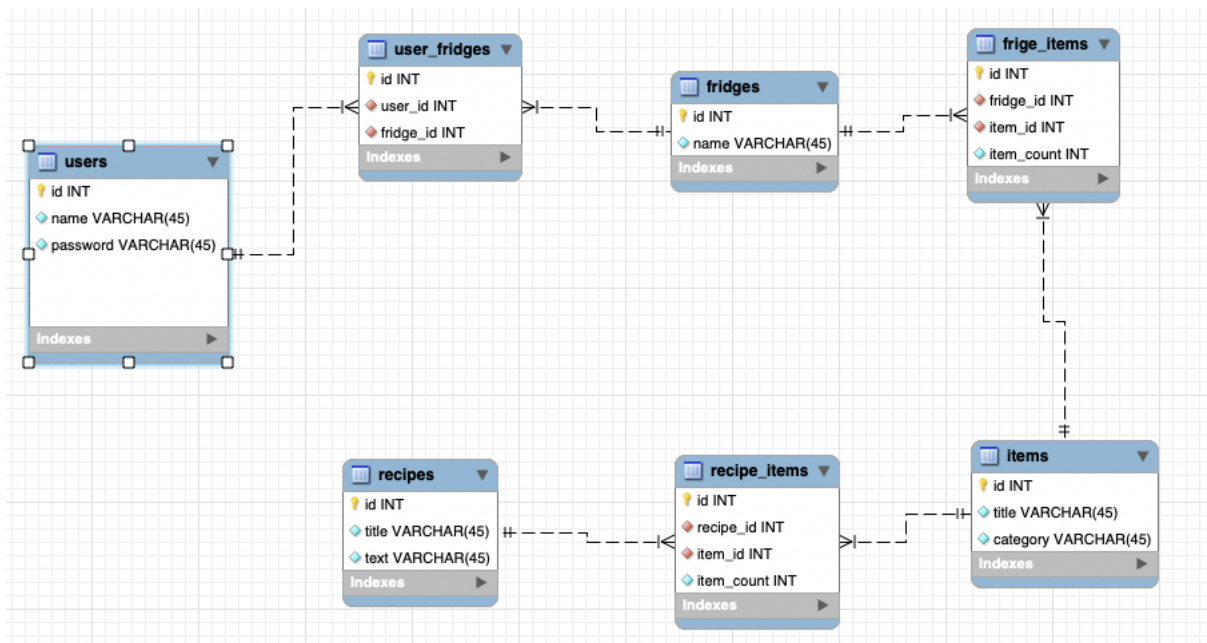 user_fridges
id INT
user_id INT
fridge_id INT
Indexes
fridges
id INT
name VARCHAR(45)
Indexes
frige_items
id INT
fridge_id INT
item_id INT
item_count INT
Indexes
users
id INT
name VARCHAR(45)
password VARCHAR(45)
Indexes
recipes
id INT
title VARCHAR(45)
text VARCHAR(45)
Indexes
recipe_items
id INT
recipe_id INT
item_id INT
item_count INT
Indexes
items
id INT
title VARCHAR(45)
category VARCHAR(45)
Indexes